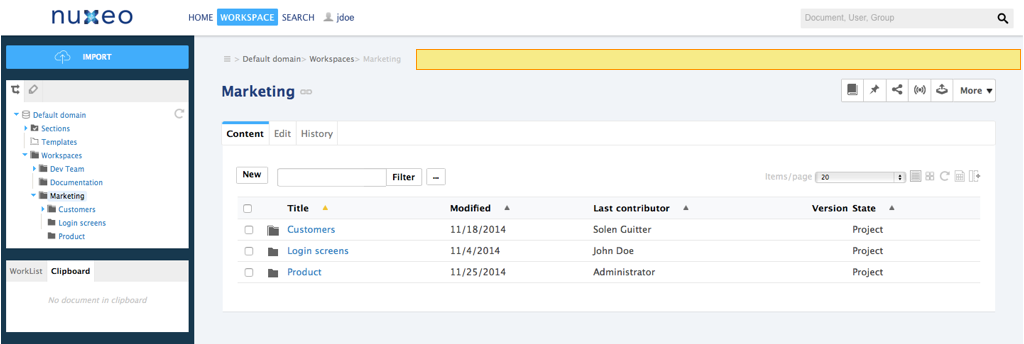 nuxeo
HOME WORKSPACE SEARCH jdoe
Document, User, Group
IMPORT
Default domain
Sections
Templates
Workspaces
Dev Team
Documentation
Marketing
Customers
Login screens
Product
WorkList Clipboard
No document in clipboard
> Default domain> Workspaces> Marketing
Marketing
More
Content Edit History
New Filter ...
Items/page 20
Title Modified Last contributor Version State
Customers 11/18/2014 Solen Guitter Project
Login screens 11/4/2014 John Doe Project
Product 11/25/2014 Administrator Project